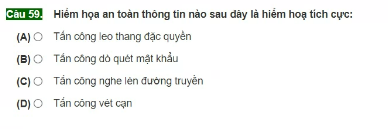 Câu 59. Hiểm họa an toàn thông tin nào sau đây là hiểm hoạ tích cực:
(A) Tấn công leo thang đặc quyền
(B) Tấn công dò quét mật khẩu
(C) Tấn công nghe lén đường truyền
(D) Tấn công vét cạn